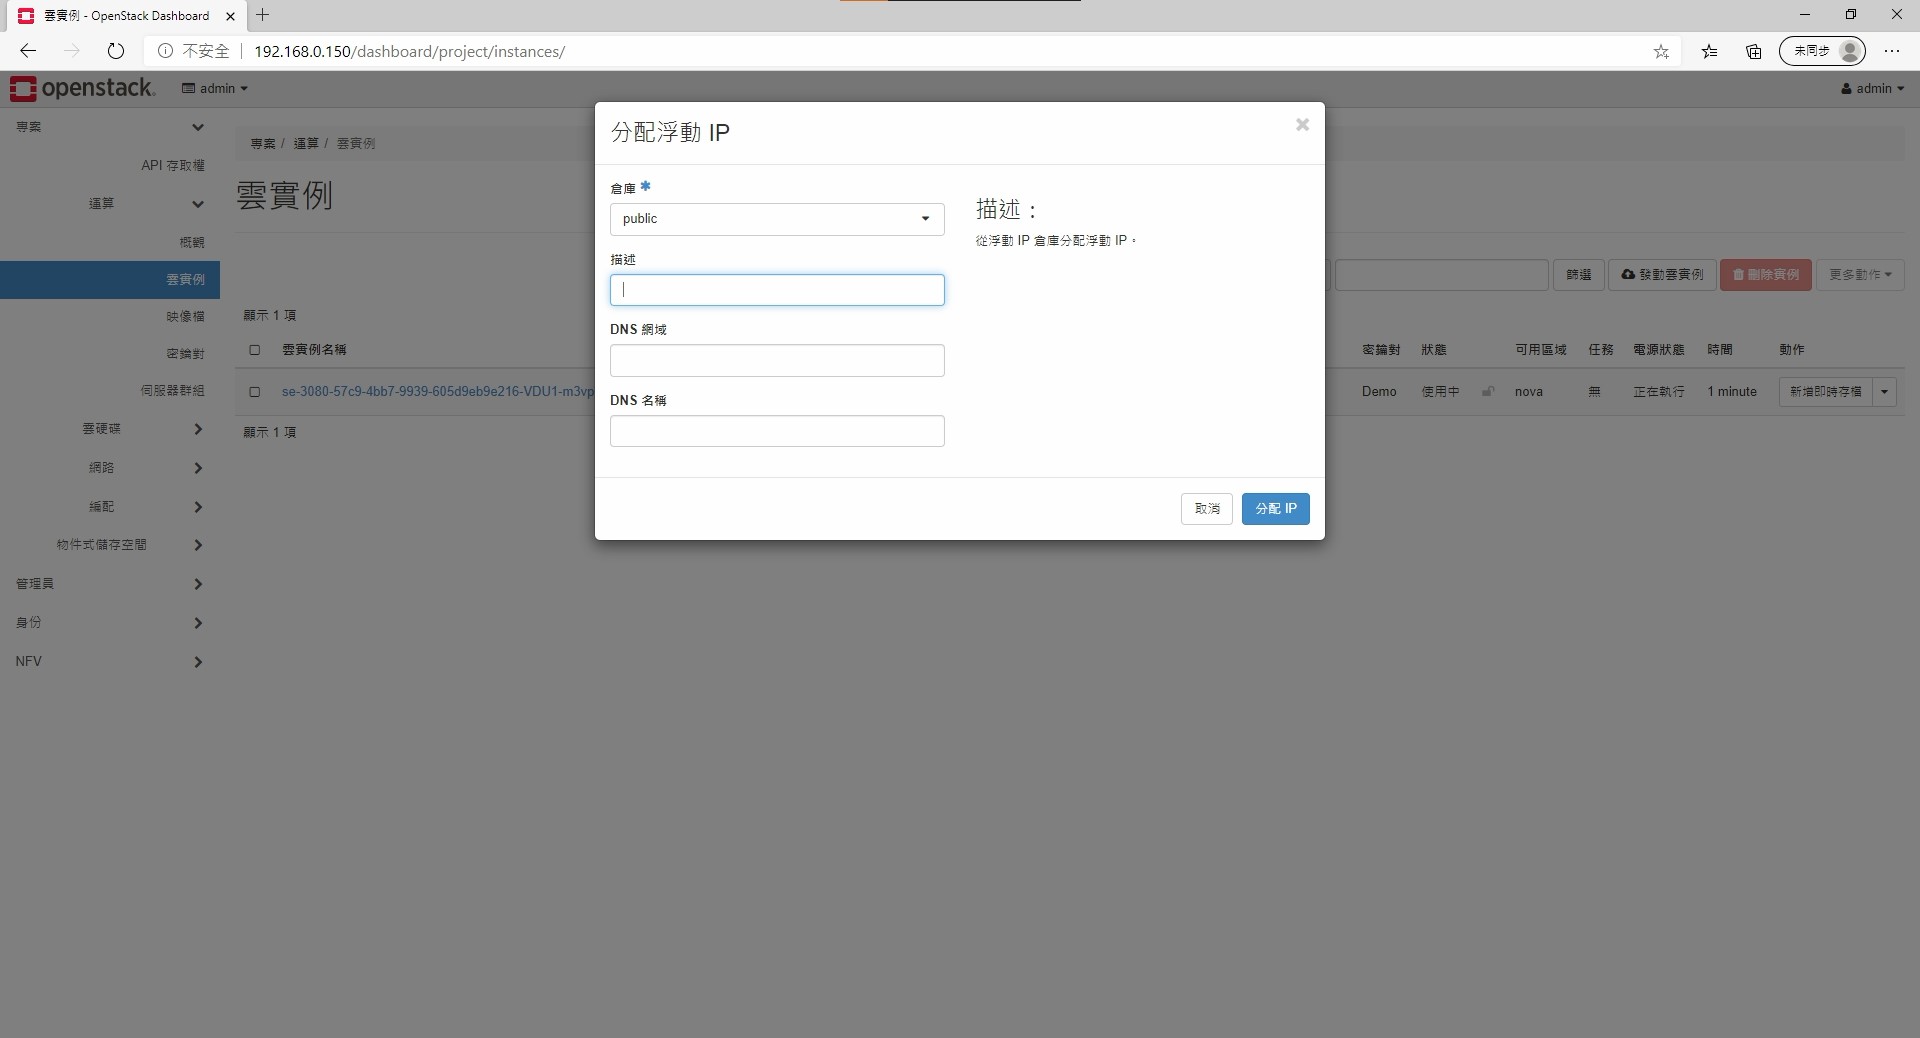 雲實例 - OpenStack Dashboard
不安全 | 192.168.0.150/dashboard/project/instances/
未同步
openstack.
admin
admin
專案
API 存取權
運算
概觀
雲實例
映像檔
密鑰對
伺服器群組
雲硬碟
網路
編配
物件式儲存空間
管理員
身份
NFV
專案 / 運算 / 雲實例
雲實例
篩選
發動雲實例
刪除實例
更多動作
顯示 1 項
雲實例名稱
密鑰對 狀態 可用區域 任務 電源狀態 時間 動作
se-3080-57c9-4bb7-9939-605d9eb9e216-VDU1-m3vp
Demo 使用中 nova 無 正在執行 1 minute 新增即時存檔
顯示 1 項
分配浮動 IP
倉庫 *
public
描述
DNS 網域
DNS 名稱
描述：
從浮動 IP 倉庫分配浮動 IP。
取消
分配 IP